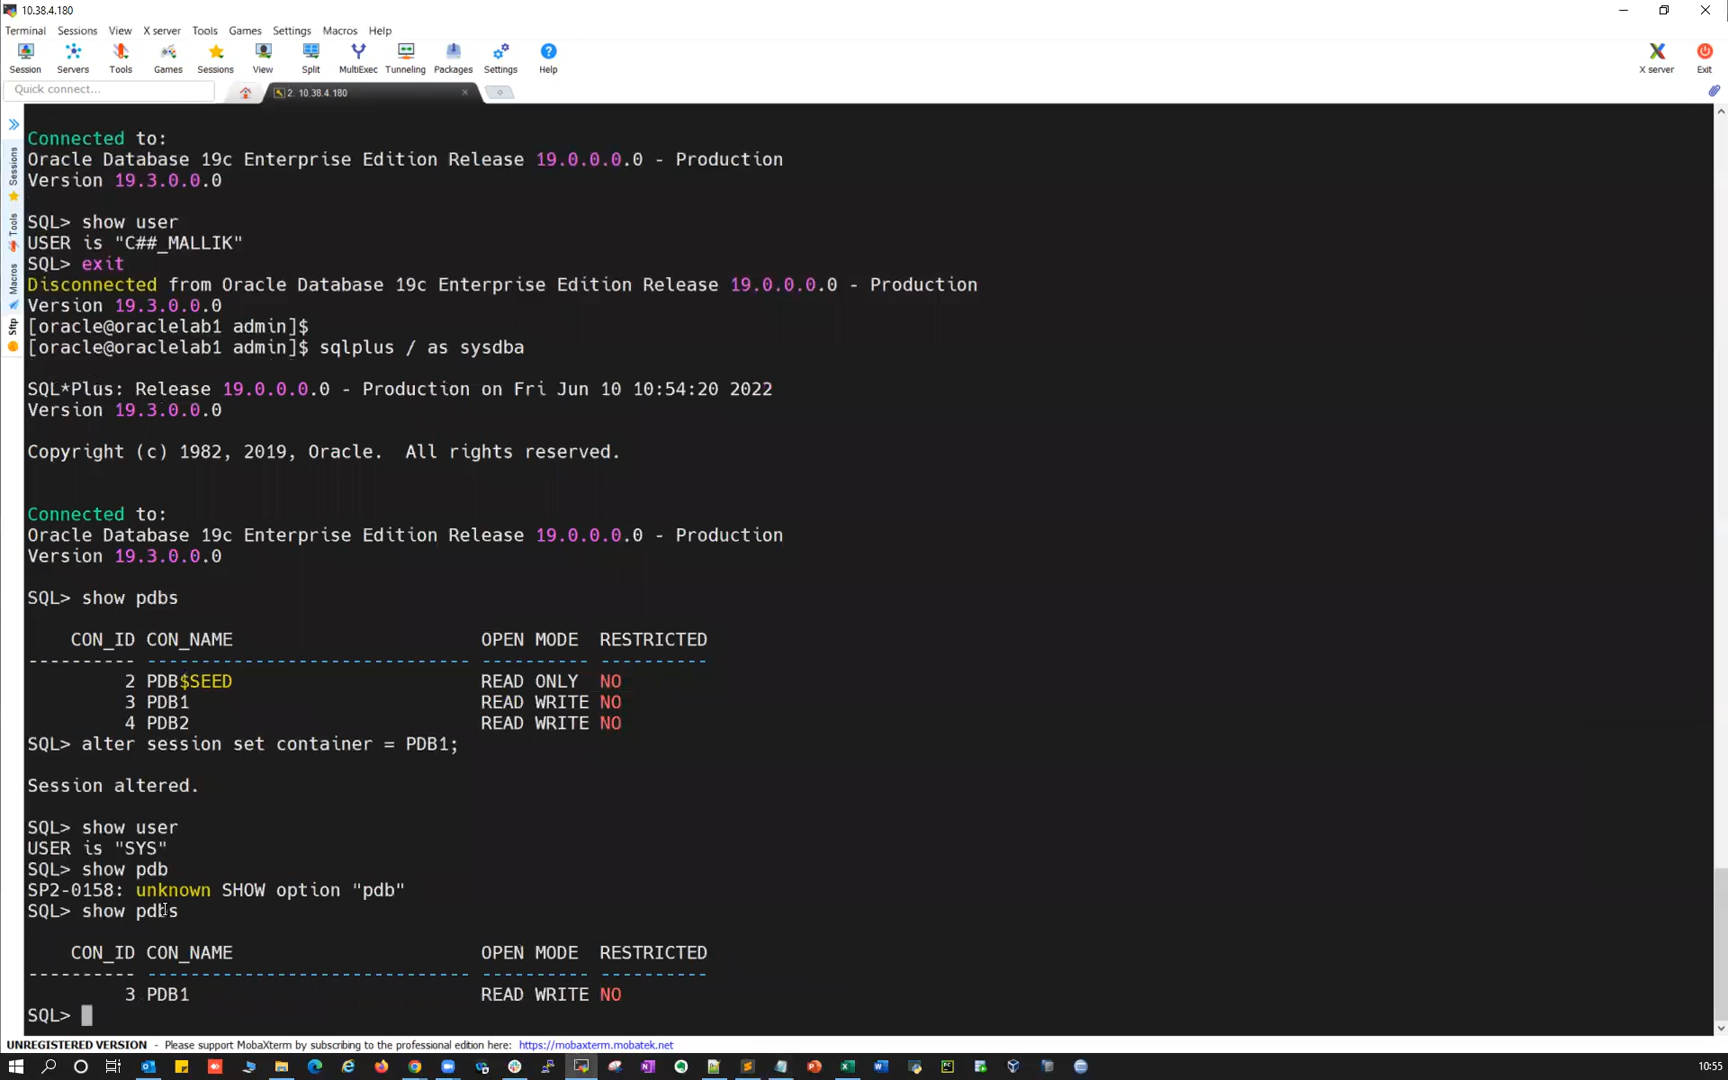 10.38.4.180
Terminal Sessions View X server Tools Games Settings Macros Help
Session Servers Tools Games Sessions View Split MultiExec Tunneling Packages Settings Help X server Exit
Quick connect...
2. 10.38.4.180
Sessions
Tools
Macros
Sftp
Connected to:
Oracle Database 19c Enterprise Edition Release 19.0.0.0.0 - Production
Version 19.3.0.0.0
SQL> show user
USER is "C##_MALLIK"
SQL> exit
Disconnected from Oracle Database 19c Enterprise Edition Release 19.0.0.0.0 - Production
Version 19.3.0.0.0
[oracle@oraclelab1 admin]$
[oracle@oraclelab1 admin]$ sqlplus / as sysdba
SQL*Plus: Release 19.0.0.0.0 - Production on Fri Jun 10 10:54:20 2022
Version 19.3.0.0.0
Copyright (c) 1982, 2019, Oracle.  All rights reserved.
Connected to:
Oracle Database 19c Enterprise Edition Release 19.0.0.0.0 - Production
Version 19.3.0.0.0
SQL> show pdbs
CON_ID CON_NAME OPEN MODE RESTRICTED
---------- ------------------------------ ---------- ----------
2 PDB$SEED READ ONLY NO
3 PDB1 READ WRITE NO
4 PDB2 READ WRITE NO
SQL> alter session set container = PDB1;
Session altered.
SQL> show user
USER is "SYS"
SQL> show pdb
SP2-0158: unknown SHOW option "pdb"
SQL> show pdbs
CON_ID CON_NAME OPEN MODE RESTRICTED
---------- ------------------------------ ---------- ----------
3 PDB1 READ WRITE NO
SQL>
UNREGISTERED VERSION - Please support MobaXterm by subscribing to the professional edition here: https://mobaxterm.mobatek.net
10:55